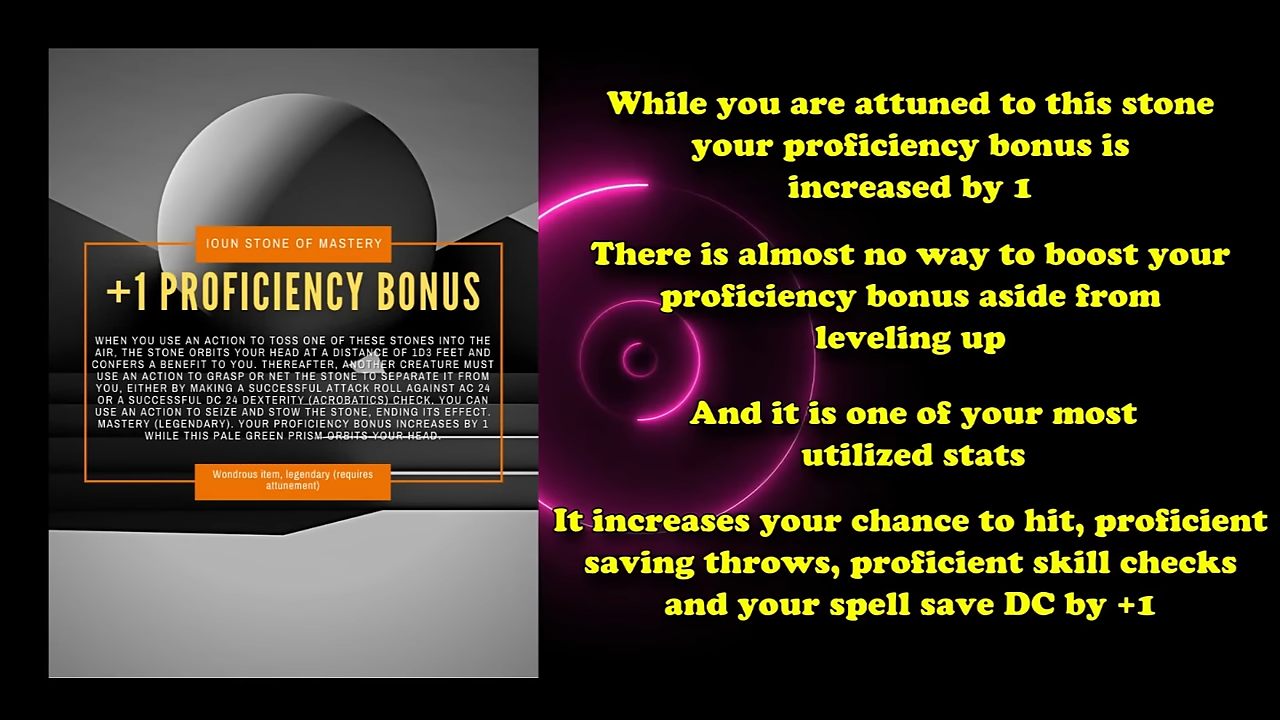 IOUN STONE OF MASTERY
+1 PROFICIENCY BONUS
WHEN YOU USE AN ACTION TO TOSS ONE OF THESE STONES INTO THE
AIR, THE STONE ORBITS YOUR HEAD AT A DISTANCE OF 1D3 FEET AND
CONFERS A BENEFIT TO YOU. THEREAFTER, ANOTHER CREATURE MUST
USE AN ACTION TO GRASP OR NET THE STONE TO SEPARATE IT FROM
YOU, EITHER BY MAKING A SUCCESSFUL ATTACK ROLL AGAINST AC 24
OR A SUCCESSFUL DC 24 DEXTERITY (ACROBATICS) CHECK. YOU CAN
USE AN ACTION TO SEIZE AND STOW THE STONE, ENDING ITS EFFECT.
MASTERY (LEGENDARY). YOUR PROFICIENCY BONUS INCREASES BY 1
WHILE THIS PALE GREEN PRISM ORBITS YOUR HEAD.
Wondrous item, legendary (requires
attunement)
While you are attuned to this stone
your proficiency bonus is
increased by 1
There is almost no way to boost your
proficiency bonus aside from
leveling up
And it is one of your most
utilized stats
It increases your chance to hit, proficient
saving throws, proficient skill checks
and your spell save DC by +1